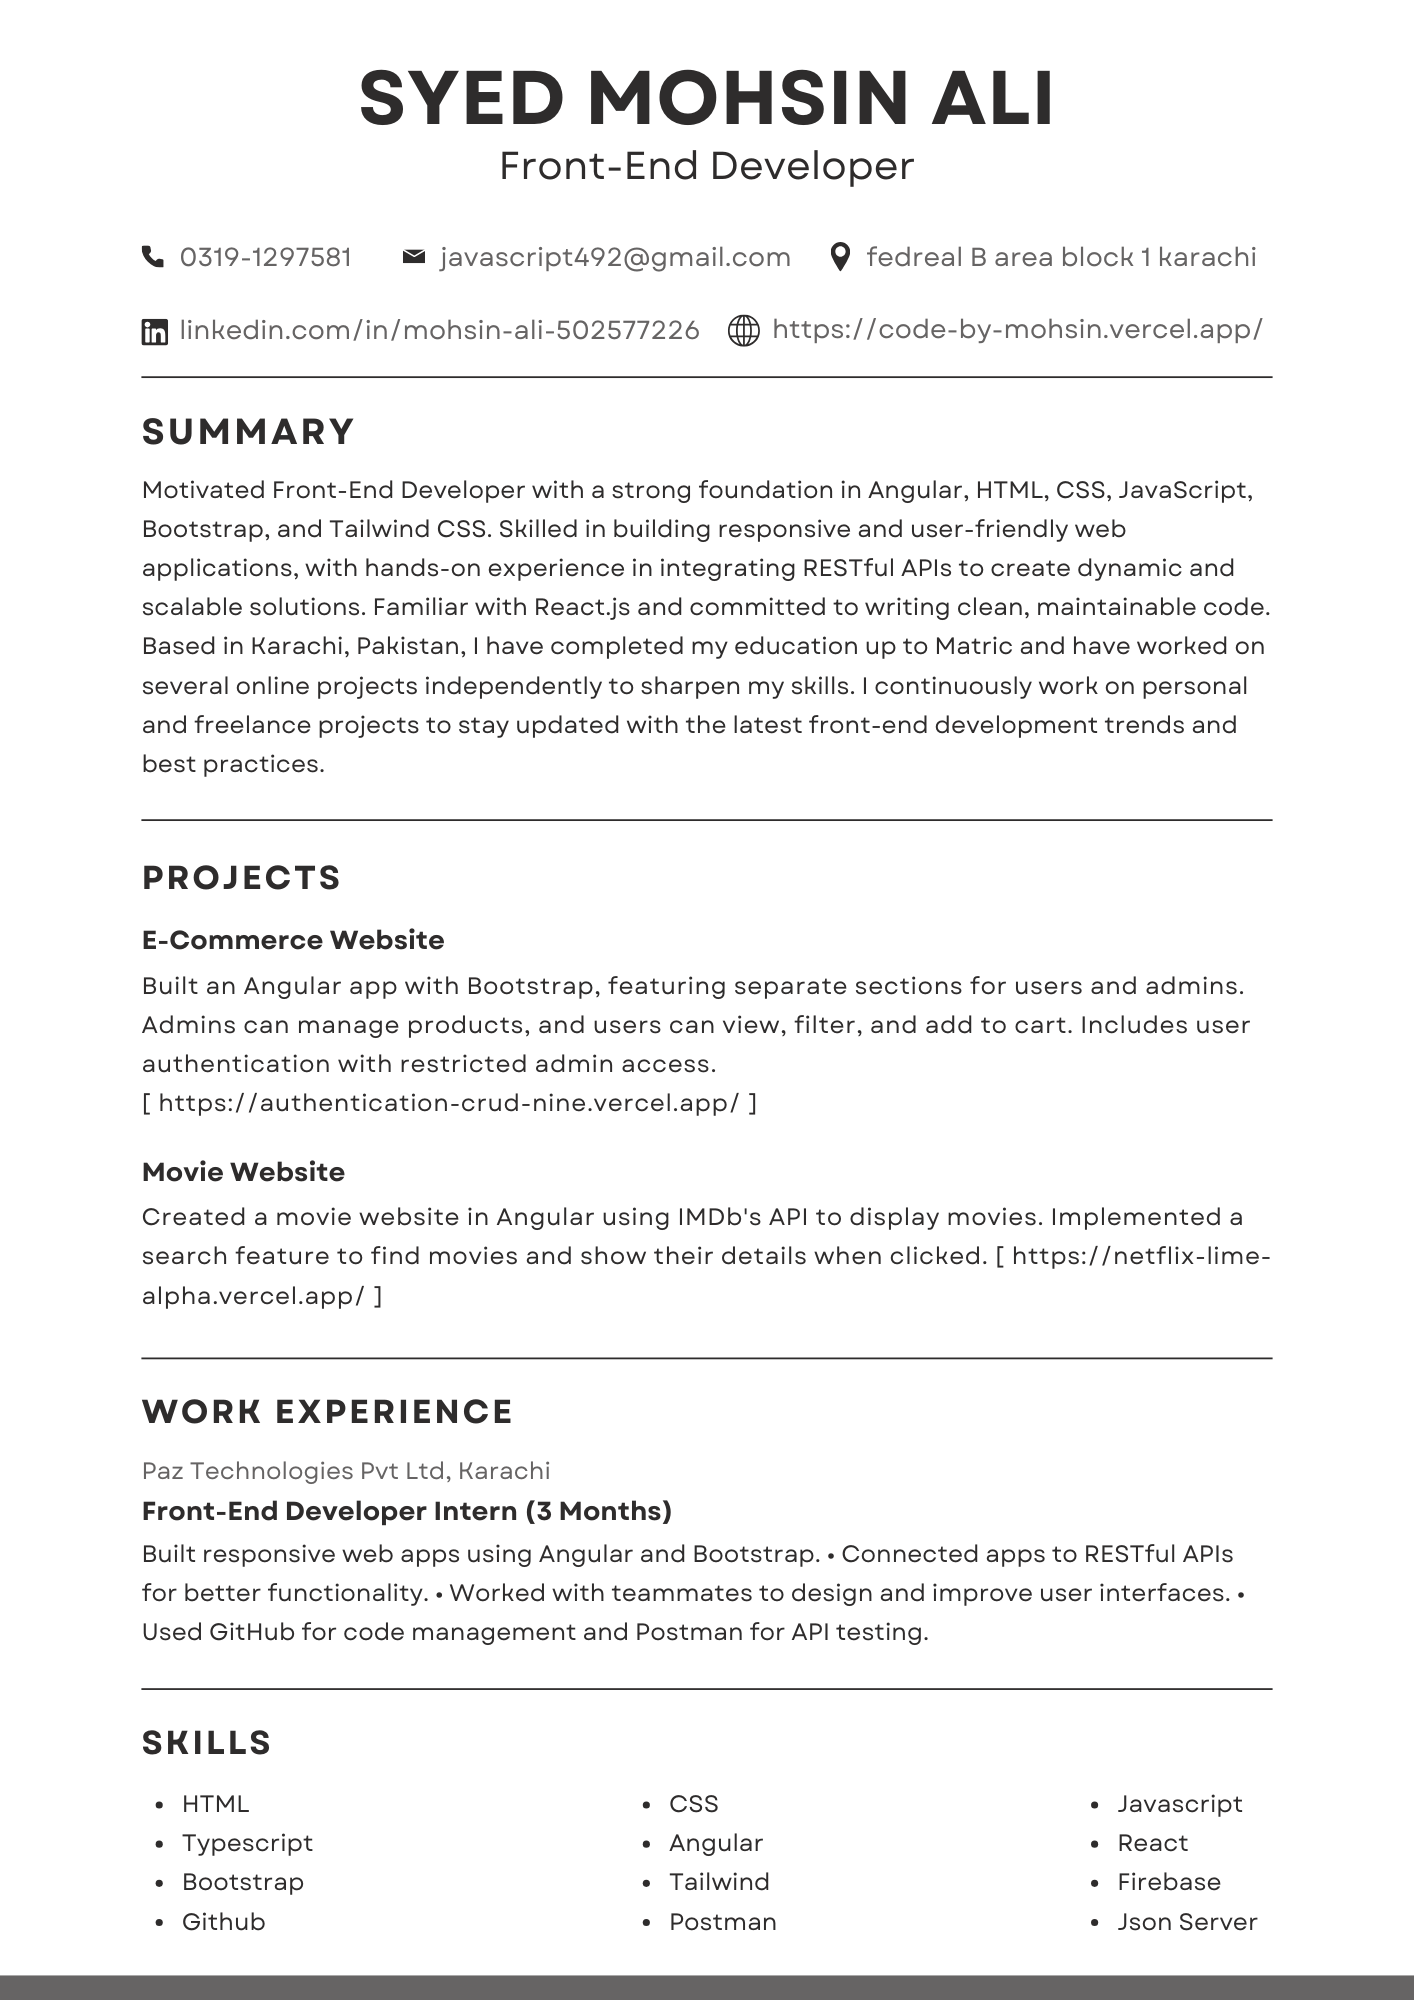 SYED MOHSIN ALI
Front-End Developer
0319-1297581 javascript492@gmail.com fedreal B area block 1 karachi
linkedin.com/in/mohsin-ali-502577226 https://code-by-mohsin.vercel.app/
SUMMARY
Motivated Front-End Developer with a strong foundation in Angular, HTML, CSS, JavaScript,
Bootstrap, and Tailwind CSS. Skilled in building responsive and user-friendly web
applications, with hands-on experience in integrating RESTful APIs to create dynamic and
scalable solutions. Familiar with React.js and committed to writing clean, maintainable code.
Based in Karachi, Pakistan, I have completed my education up to Matric and have worked on
several online projects independently to sharpen my skills. I continuously work on personal
and freelance projects to stay updated with the latest front-end development trends and
best practices.
PROJECTS
E-Commerce Website
Built an Angular app with Bootstrap, featuring separate sections for users and admins.
Admins can manage products, and users can view, filter, and add to cart. Includes user
authentication with restricted admin access.
[ https://authentication-crud-nine.vercel.app/ ]
Movie Website
Created a movie website in Angular using IMDb's API to display movies. Implemented a
search feature to find movies and show their details when clicked. [ https://netflix-lime-
alpha.vercel.app/ ]
WORK EXPERIENCE
Paz Technologies Pvt Ltd, Karachi
Front-End Developer Intern (3 Months)
Built responsive web apps using Angular and Bootstrap. • Connected apps to RESTful APIs
for better functionality. • Worked with teammates to design and improve user interfaces. •
Used GitHub for code management and Postman for API testing.
SKILLS
• HTML • CSS • Javascript
• Typescript • Angular • React
• Bootstrap • Tailwind • Firebase
• Github • Postman • Json Server